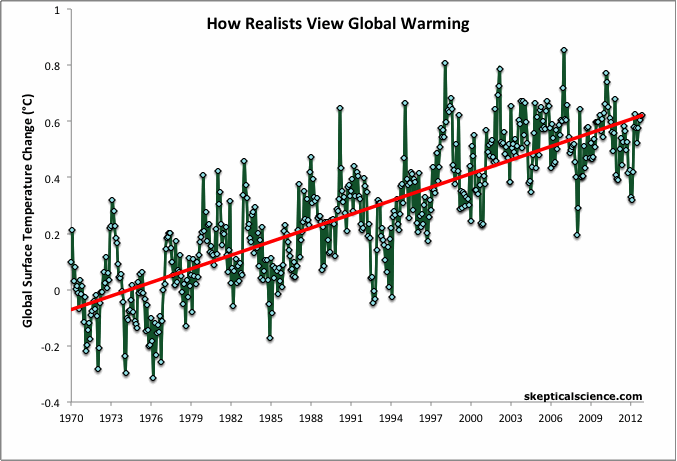 How Realists View Global Warming
Global Surface Temperature Change (°C)
1
0.8
0.6
0.4
0.2
0
-0.2
-0.4
1970 1973 1976 1979 1982 1985 1988 1991 1994 1997 2000 2003 2006 2009 2012
skepticalscience.com